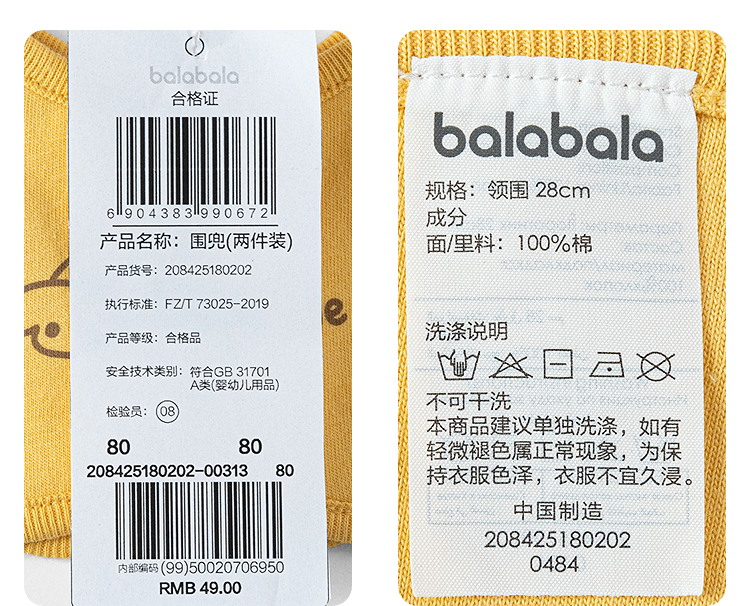 balabala
合格证
6 904383 990672
产品名称：围兜(两件装)
产品货号：208425180202
执行标准：FZ/T 73025-2019
产品等级：合格品
安全技术类别：符合GB 31701
A类(婴幼儿用品)
检验员：08
80 80
208425180202-00313 80
内部编码 (99)50020706950
RMB 49.00
e
balabala
规格：领围 28cm
成分
面/里料：100%棉
洗涤说明
不可干洗
本商品建议单独洗涤，如有
轻微褪色属正常现象，为保
持衣服色泽，衣服不宜久浸。
中国制造
208425180202
0484